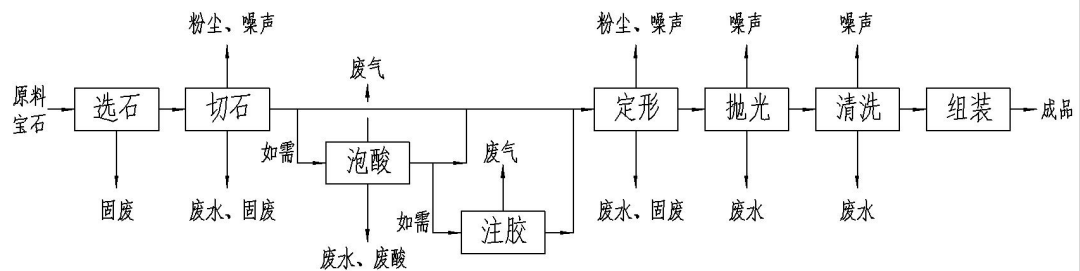 粉尘、噪声
粉尘、噪声
噪声
噪声
废气
原料
宝石
选石
切石
定形
抛光
清洗
组装
成品
如需
泡酸
废气
固废
废水、固废
如需
注胶
废水、固废
废水
废水
废水、废酸